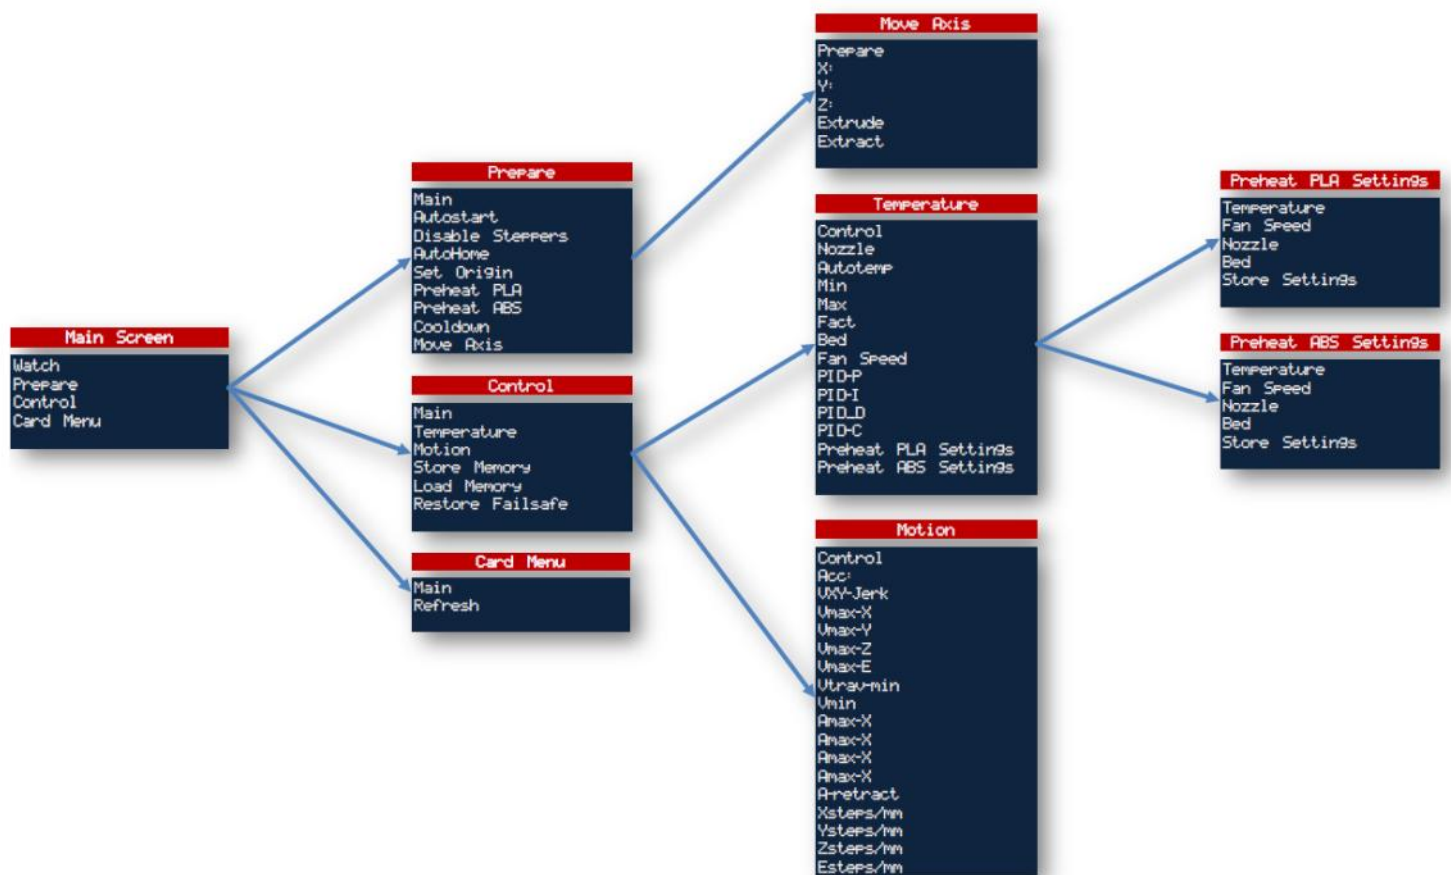 Main Screen
Watch
Prepare
Control
Card Menu
Prepare
Main
Autostart
Disable Steppers
AutoHome
Set Origin
Preheat PLA
Preheat ABS
Cooldown
Move Axis
Control
Main
Temperature
Motion
Store Memory
Load Memory
Restore Failsafe
Card Menu
Main
Refresh
Move Axis
Prepare
X:
Y:
Z:
Extrude
Extract
Temperature
Control
Nozzle
Autotemp
Min
Max
Fact
Bed
Fan Speed
PID-P
PID-I
PID_D
PID-C
Preheat PLA Settings
Preheat ABS Settings
Motion
Control
Acc:
VXY-Jerk
Vmax-X
Vmax-Y
Vmax-Z
Vmax-E
Vtrav-min
Vmin
Amax-X
Amax-X
Amax-X
Amax-X
A-retract
Xsteps/mm
Ysteps/mm
Zsteps/mm
Esteps/mm
Preheat PLA Settings
Temperature
Fan Speed
Nozzle
Bed
Store Settings
Preheat ABS Settings
Temperature
Fan Speed
Nozzle
Bed
Store Settings